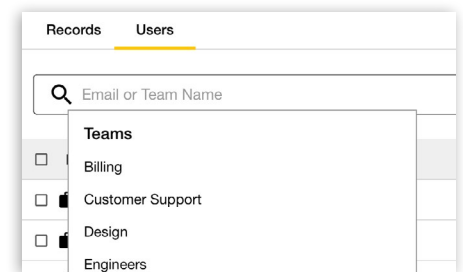 Records Users
Email or Team Name
Teams
Billing
Customer Support
Design
Engineers